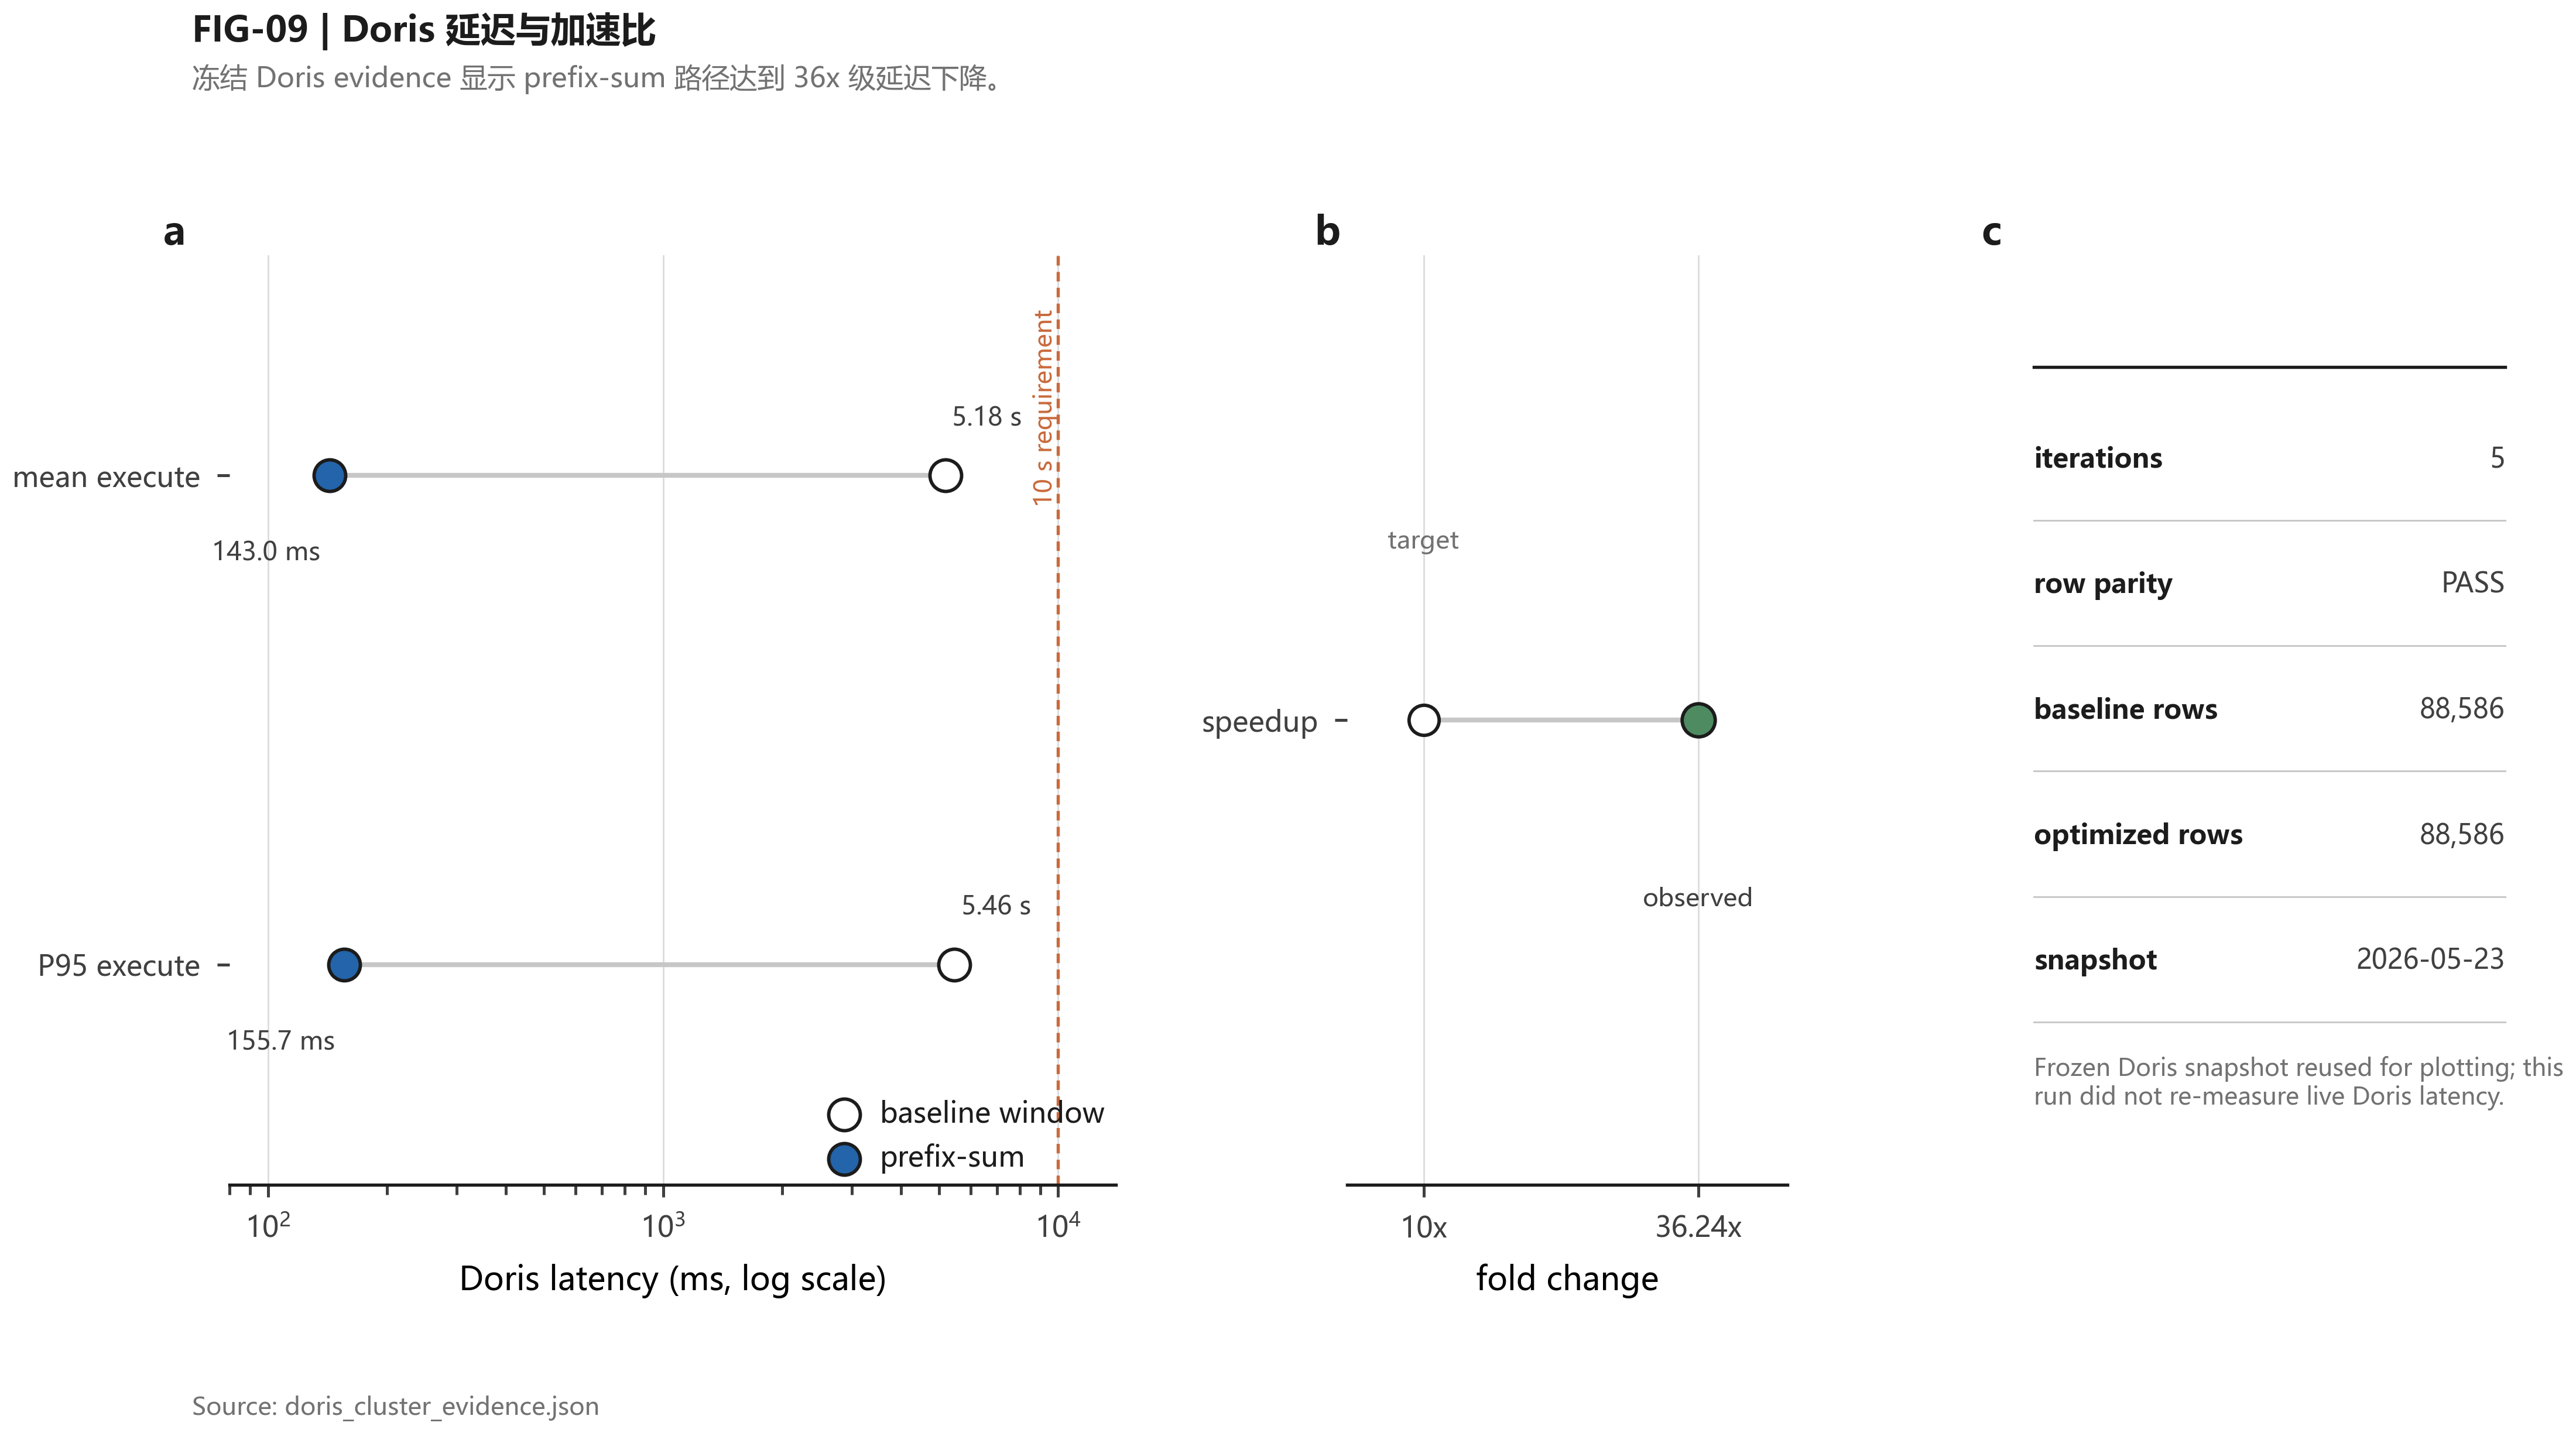 FIG-09 | Doris 延迟与加速比
冻结 Doris evidence 显示 prefix-sum 路径达到 36x 级延迟下降。
a
10 s requirement
5.18 s
mean execute
143.0 ms
5.46 s
P95 execute
155.7 ms
baseline window
prefix-sum
10² 10³ 10⁴
Doris latency (ms, log scale)
b
target
speedup
observed
10x 36.24x
fold change
c
iterations 5
row parity PASS
baseline rows 88,586
optimized rows 88,586
snapshot 2026-05-23
Frozen Doris snapshot reused for plotting; this
run did not re-measure live Doris latency.
Source: doris_cluster_evidence.json